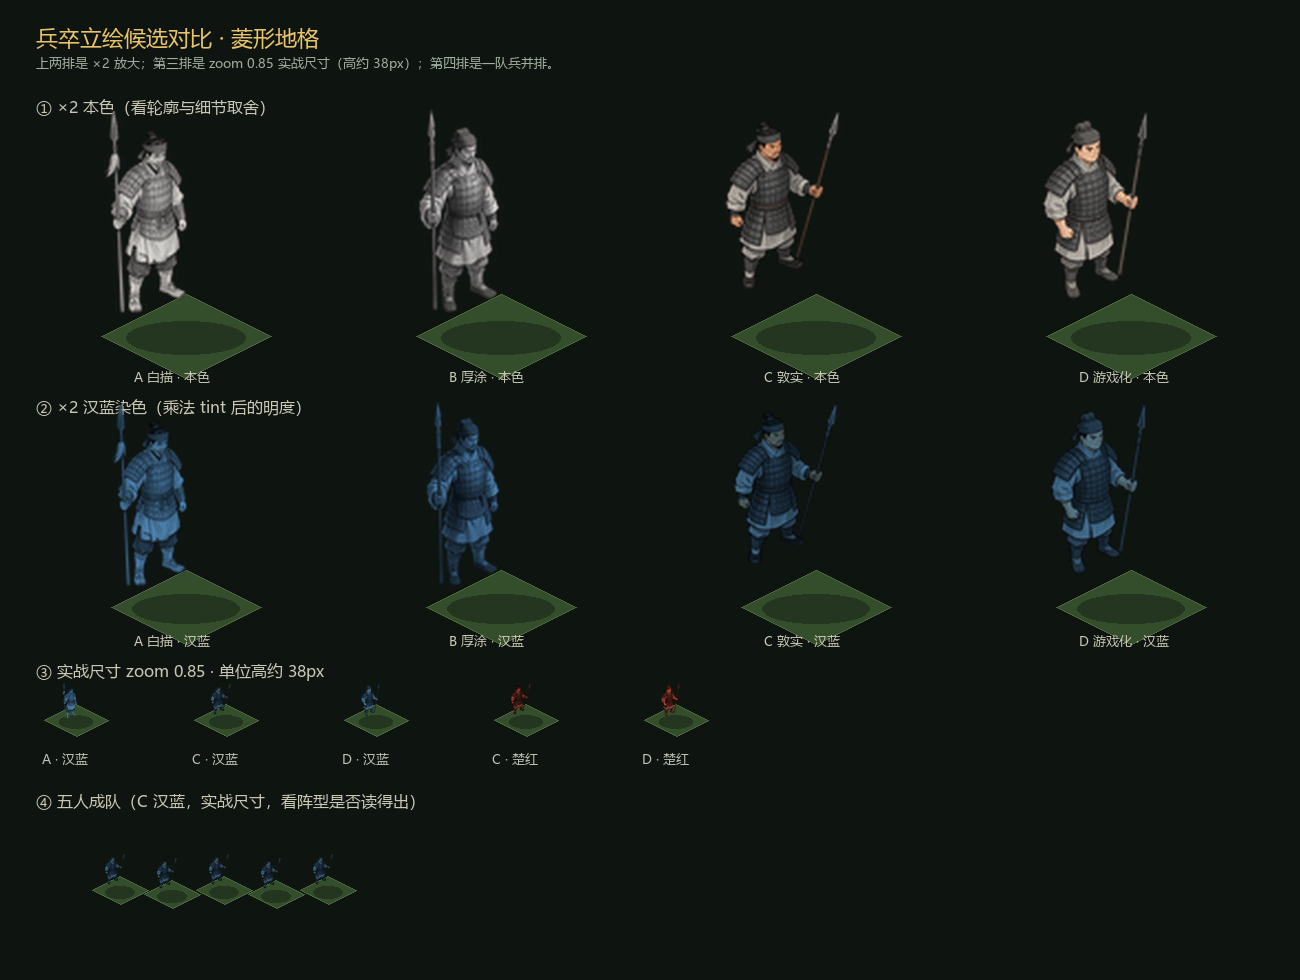 兵卒立绘候选对比 · 菱形地格
上两排是 ×2 放大；第三排是 zoom 0.85 实战尺寸（高约 38px）；第四排是一队兵并排。
① ×2 本色（看轮廓与细节取舍）
A 白描 · 本色
B 厚涂 · 本色
C 敦实 · 本色
D 游戏化 · 本色
② ×2 汉蓝染色（乘法 tint 后的明度）
A 白描 · 汉蓝
B 厚涂 · 汉蓝
C 敦实 · 汉蓝
D 游戏化 · 汉蓝
③ 实战尺寸 zoom 0.85 · 单位高约 38px
A · 汉蓝
C · 汉蓝
D · 汉蓝
C · 楚红
D · 楚红
④ 五人成队（C 汉蓝，实战尺寸，看阵型是否读得出）